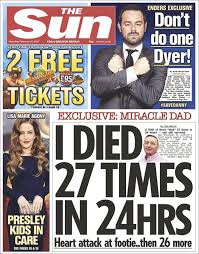 THE
Sun
ENDERS EXCLUSIVE
Don't
do one
Dyer!
#SAVEDANNY
2 FREE
TICKETS
LISA-MARIE AGONY
PRESLEY
KIDS IN
CARE
EXCLUSIVE: MIRACLE DAD
I DIED
27 TIMES
IN 24HRS
Heart attack at footie..then 26 more